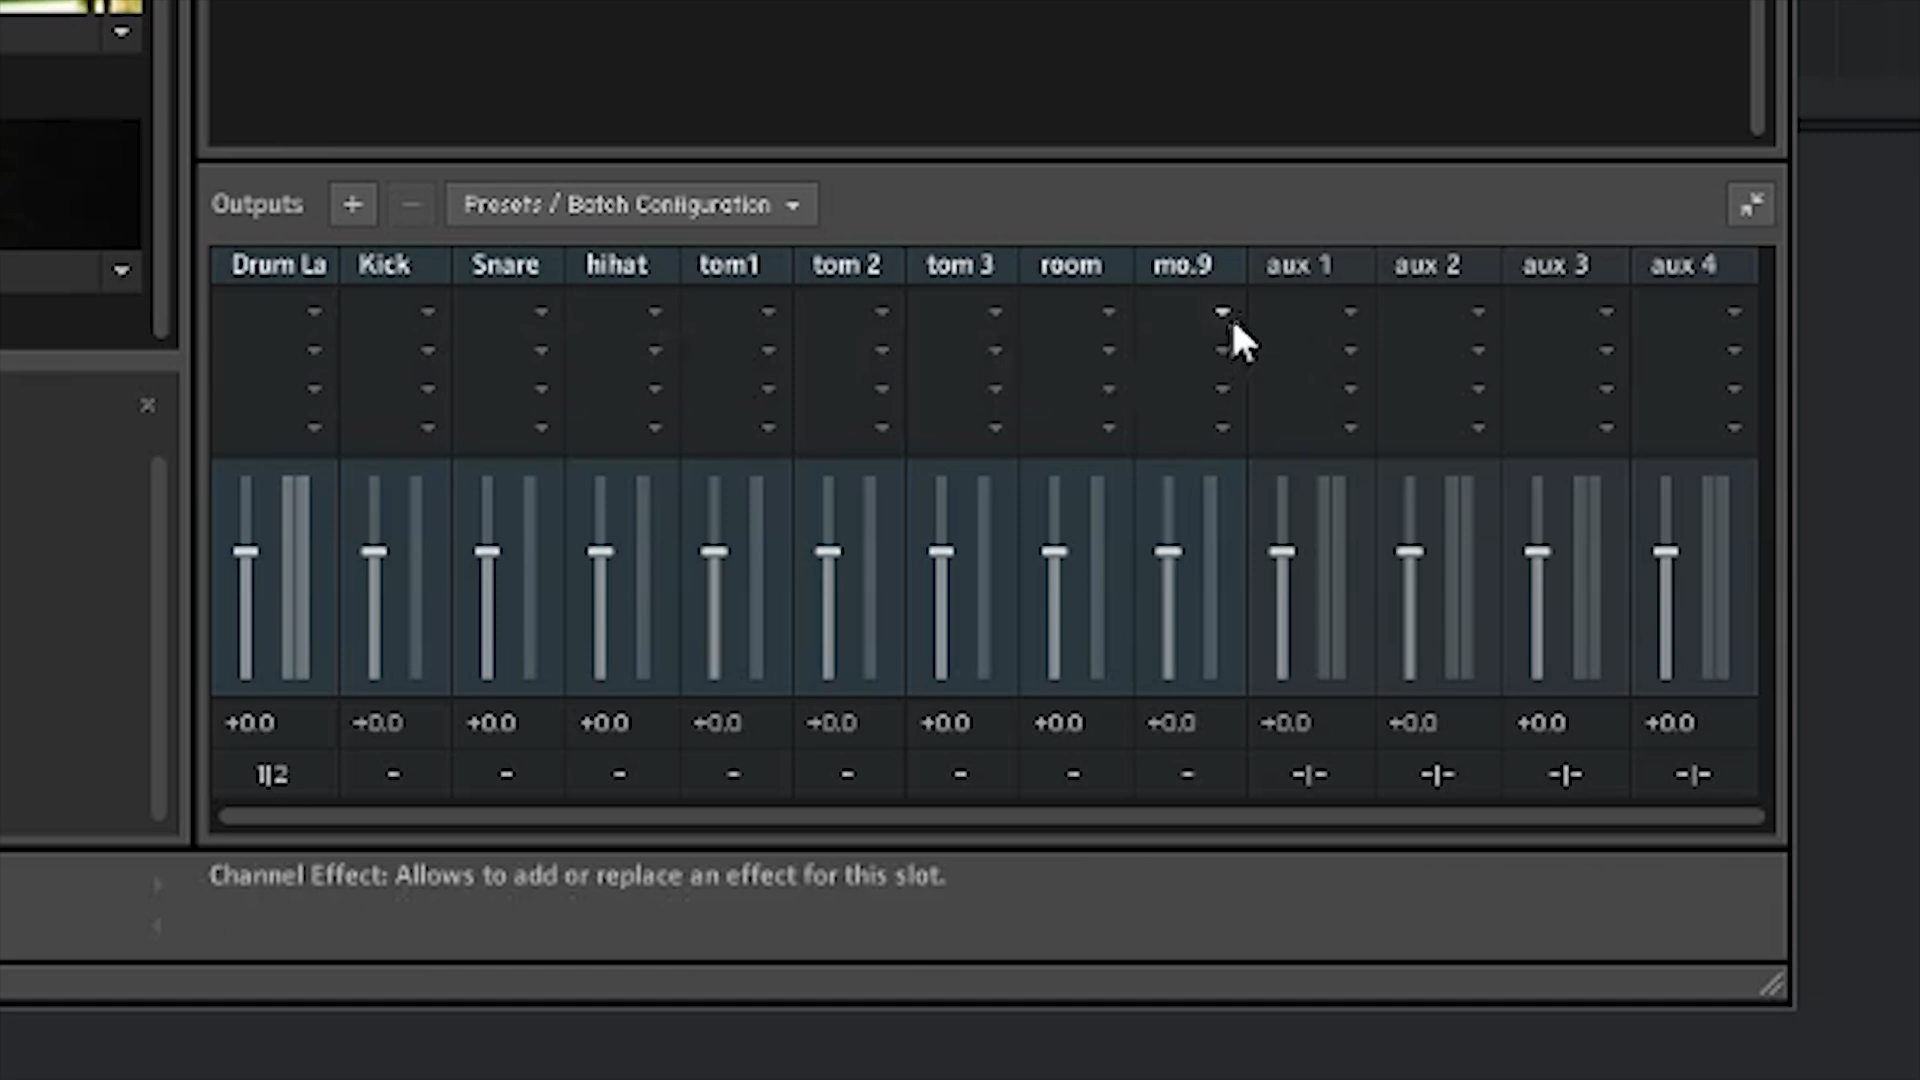 Outputs + - Presets / Batch Configuration
Drum La Kick Snare hihat tom1 tom 2 tom 3 room mo.9 aux 1 aux 2 aux 3 aux 4
+0.0 +0.0 +0.0 +0.0 +0.0 +0.0 +0.0 +0.0 +0.0 +0.0 +0.0 +0.0 +0.0
1|2 - - - - - - - - -|- -|- -|- -|-
Channel Effect: Allows to add or replace an effect for this slot.